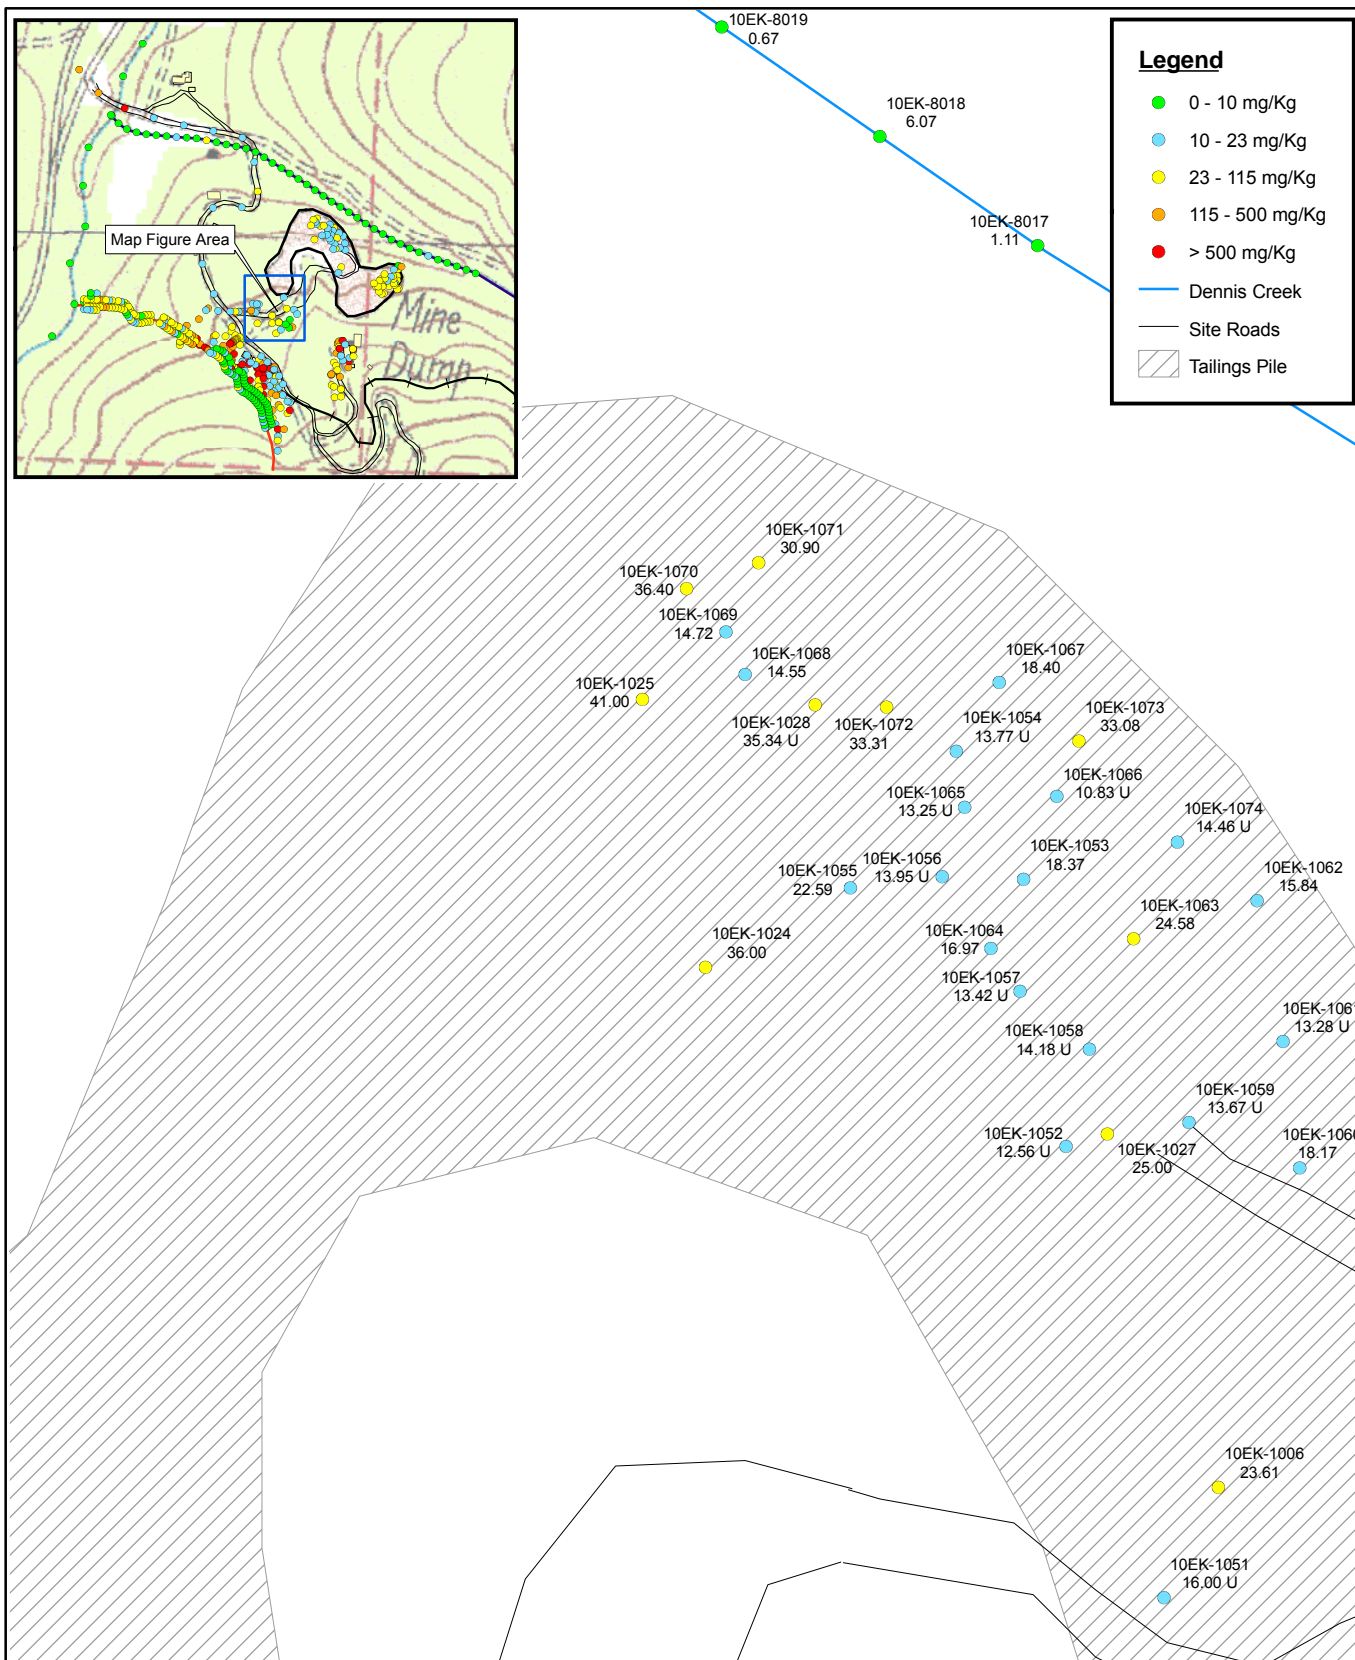 10EK-8019
0.67
10EK-8018
6.07
10EK-8017
1.11
Legend
0 - 10 mg/Kg
10 - 23 mg/Kg
23 - 115 mg/Kg
115 - 500 mg/Kg
> 500 mg/Kg
Dennis Creek
Site Roads
Tailings Pile
Map Figure Area
Mine
Dump
10EK-1071
30.90
10EK-1070
36.40
10EK-1069
14.72
10EK-1068
14.55
10EK-1067
18.40
10EK-1025
41.00
10EK-1028
35.34 U
10EK-1072
33.31
10EK-1054
13.77 U
10EK-1073
33.08
10EK-1066
10.83 U
10EK-1065
13.25 U
10EK-1074
14.46 U
10EK-1056
13.95 U
10EK-1055
22.59
10EK-1053
18.37
10EK-1062
15.84
10EK-1063
24.58
10EK-1064
16.97
10EK-1024
36.00
10EK-1057
13.42 U
10EK-1058
14.18 U
13.28 U
10EK-1059
13.67 U
10EK-1052
12.56 U
10EK-1027
25.00
18.17
10EK-1006
23.61
10EK-1051
16.00 U